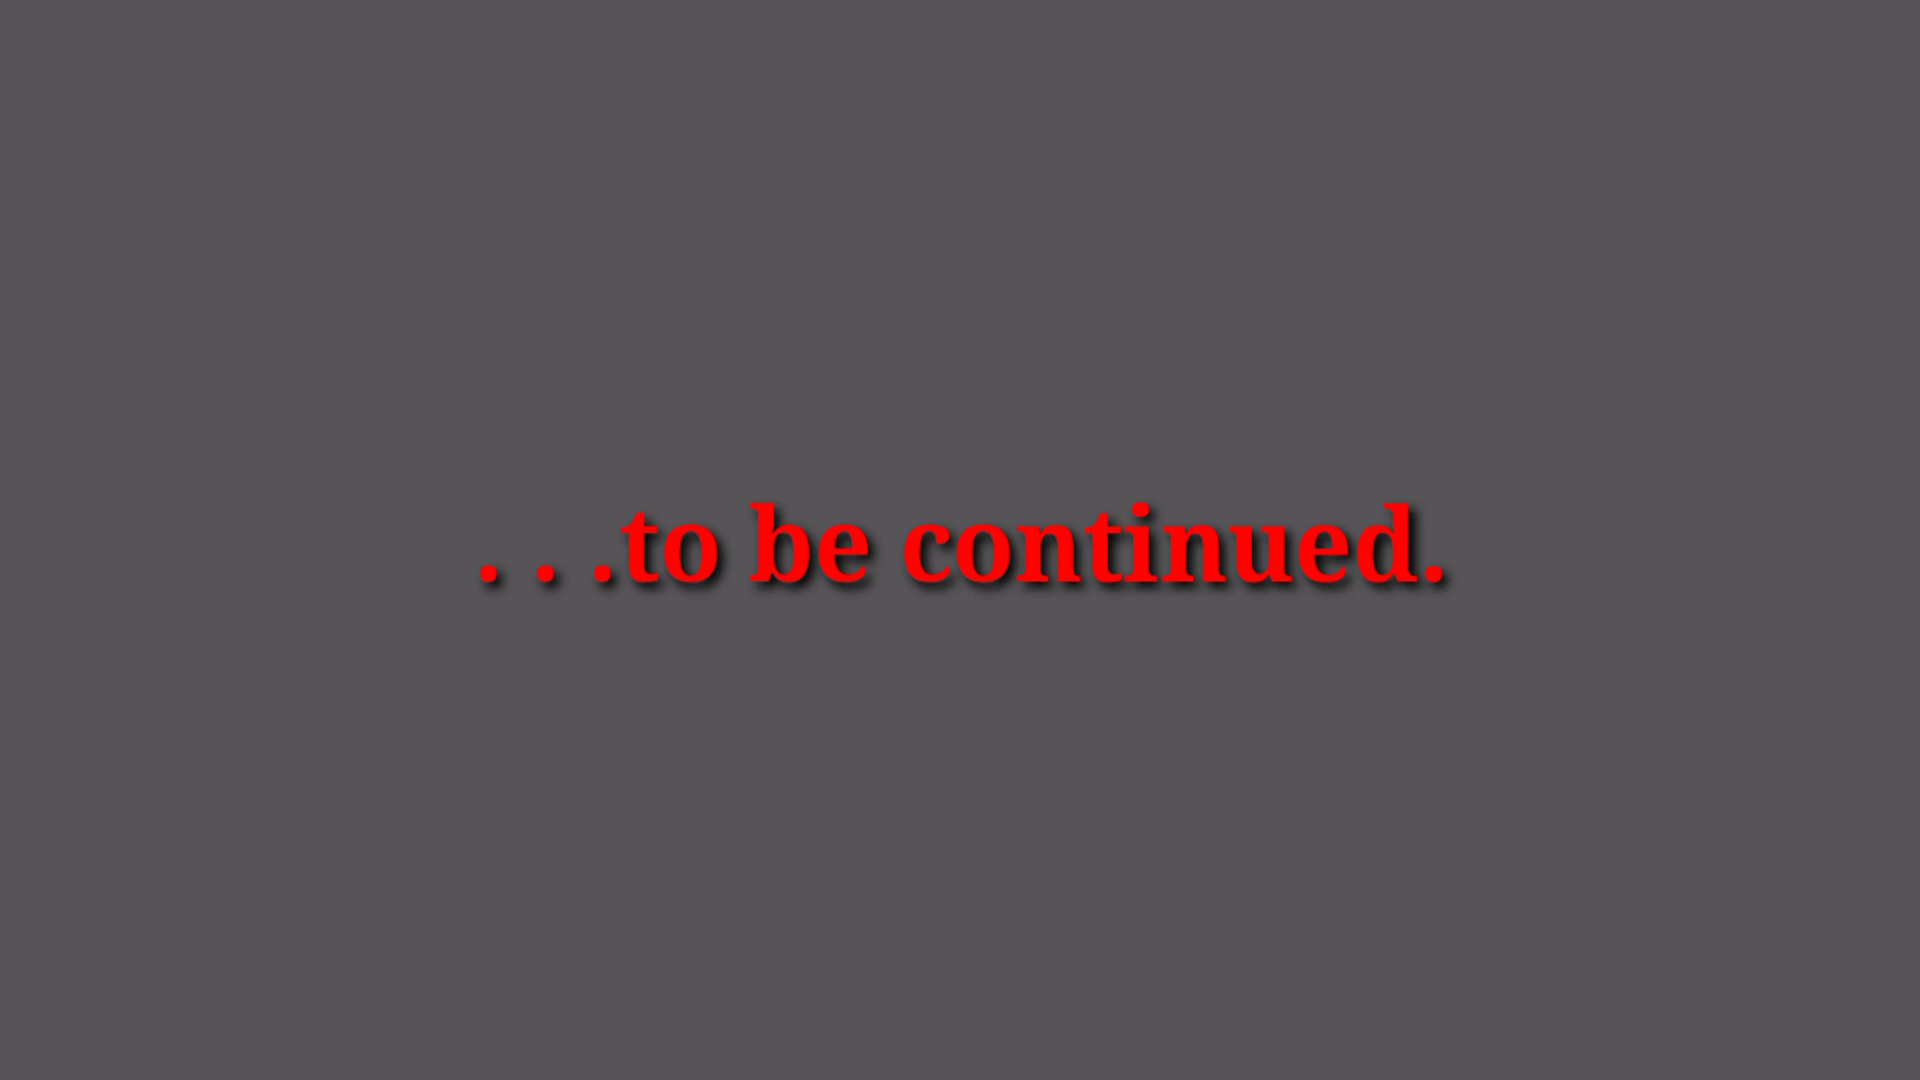 . . .to be continued.